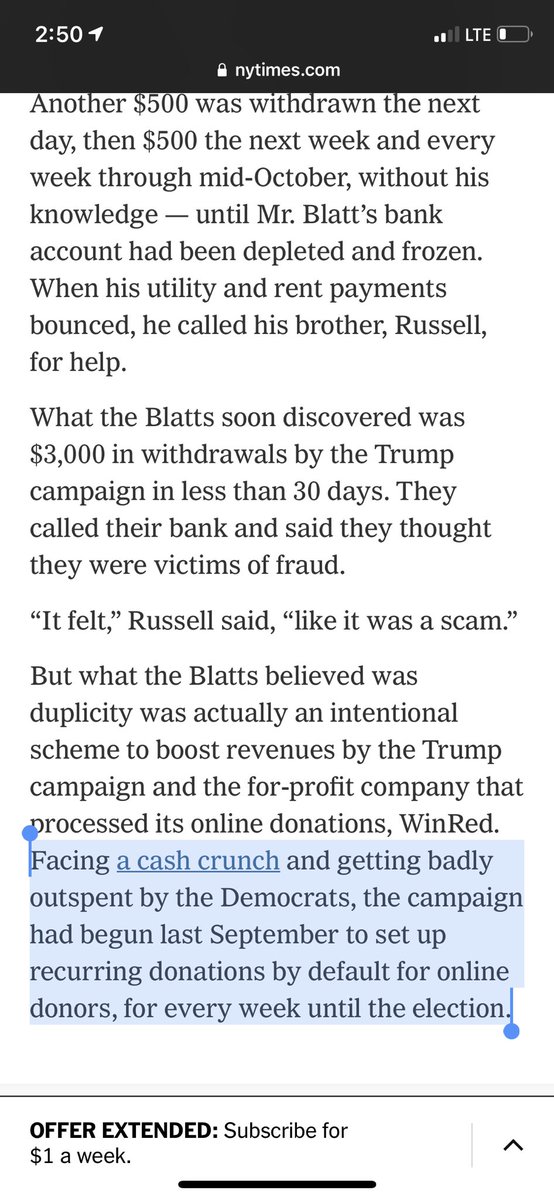 2:50
LTE
nytimes.com
Another $500 was withdrawn the next
day, then $500 the next week and every
week through mid-October, without his
knowledge — until Mr. Blatt’s bank
account had been depleted and frozen.
When his utility and rent payments
bounced, he called his brother, Russell,
for help.
What the Blatts soon discovered was
$3,000 in withdrawals by the Trump
campaign in less than 30 days. They
called their bank and said they thought
they were victims of fraud.
“It felt,” Russell said, “like it was a scam.”
But what the Blatts believed was
duplicity was actually an intentional
scheme to boost revenues by the Trump
campaign and the for-profit company that
processed its online donations, WinRed.
Facing a cash crunch and getting badly
outspent by the Democrats, the campaign
had begun last September to set up
recurring donations by default for online
donors, for every week until the election.
OFFER EXTENDED: Subscribe for
$1 a week.